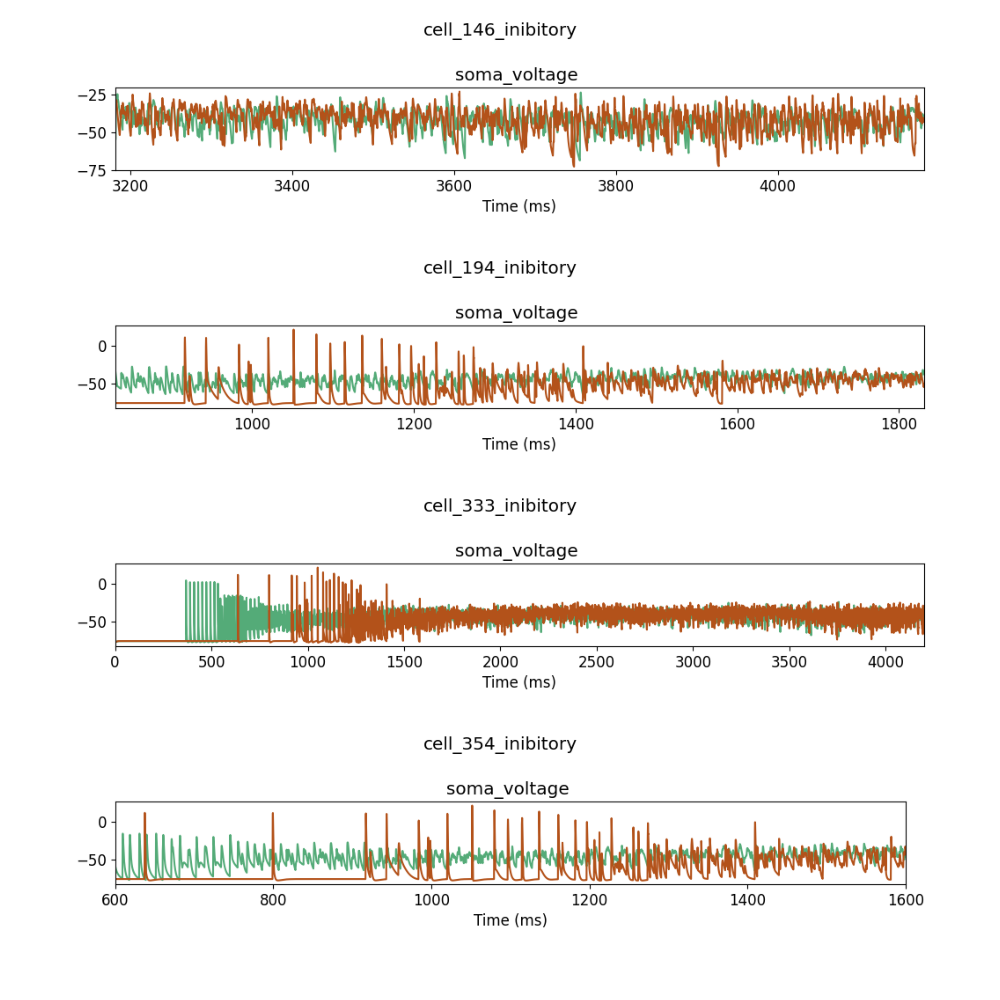 cell_146_inibitory
soma_voltage
−25
−50
−75
3200 3400 3600 3800 4000
Time (ms)
cell_194_inibitory
soma_voltage
0
−50
1000 1200 1400 1600 1800
Time (ms)
cell_333_inibitory
soma_voltage
0
−50
0 500 1000 1500 2000 2500 3000 3500 4000
Time (ms)
cell_354_inibitory
soma_voltage
0
−50
600 800 1000 1200 1400 1600
Time (ms)